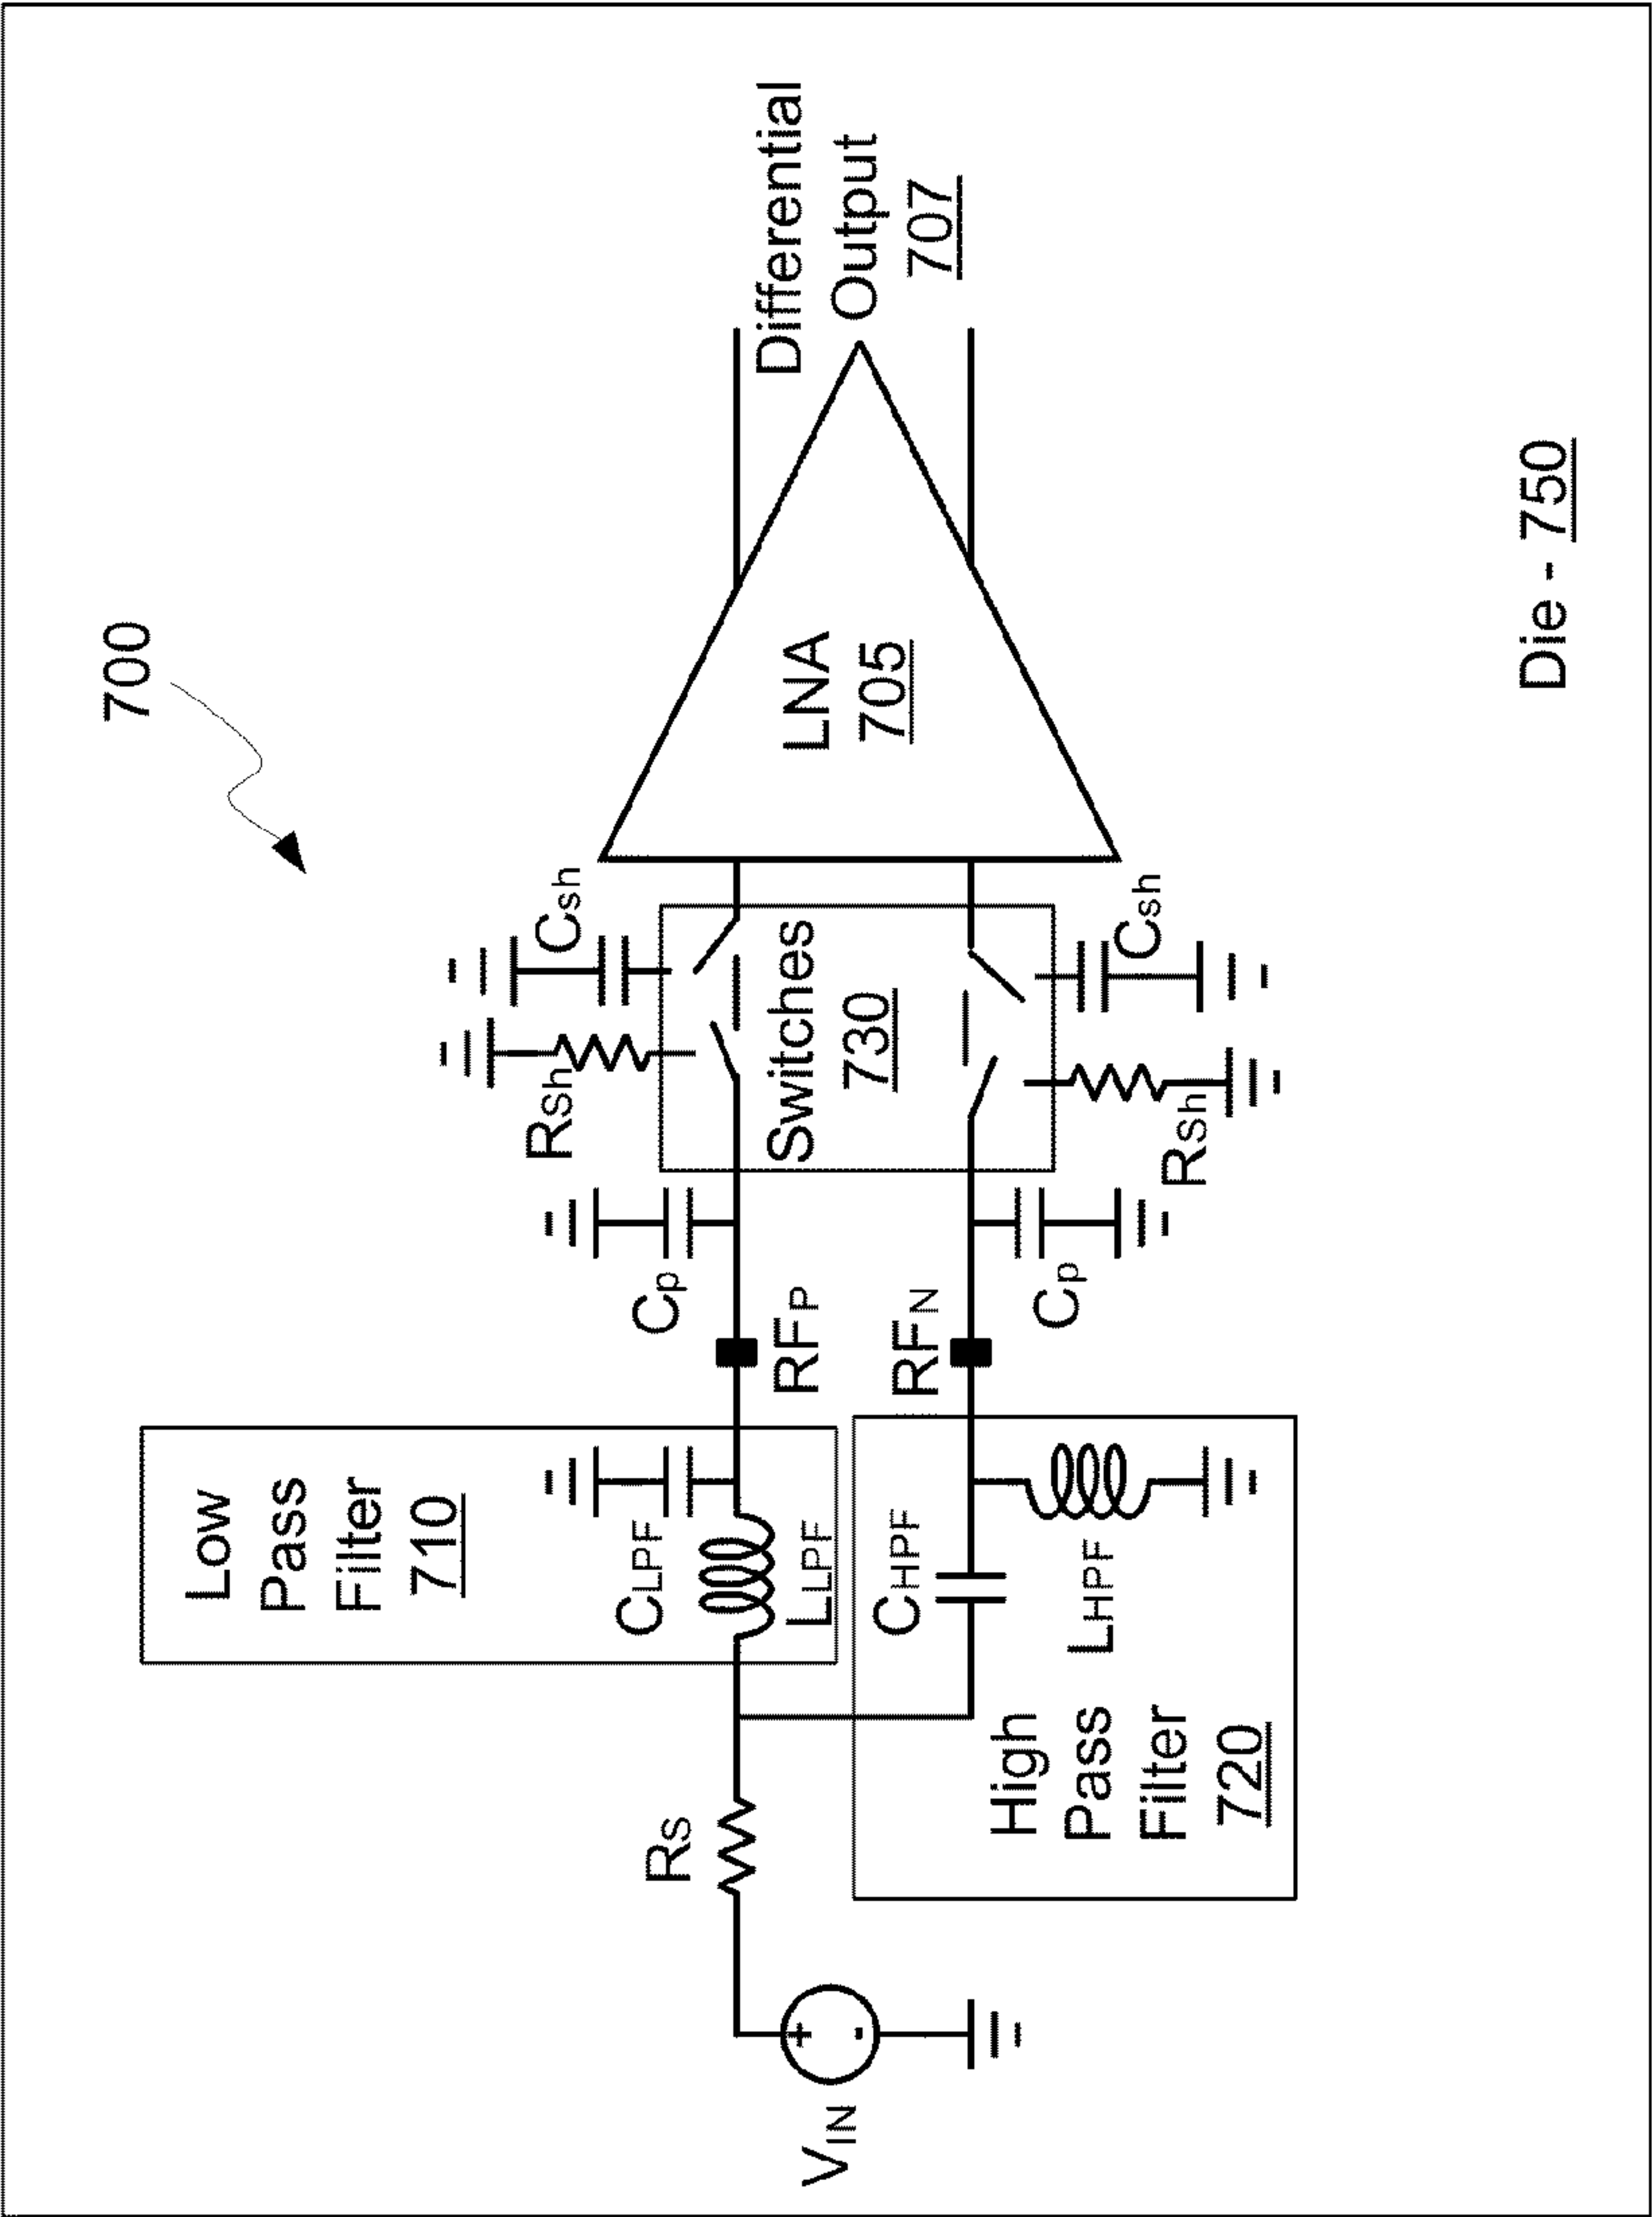 700
Low
Pass
Filter
710
CLPF
LLPF
RS
VIN
+
-
High
Pass
Filter
720
CHPF
LHPF
RFP
RFN
Cp
Cp
RSh
Csh
Switches
730
RSh
Csh
LNA
705
Differential
Output
707
Die - 750